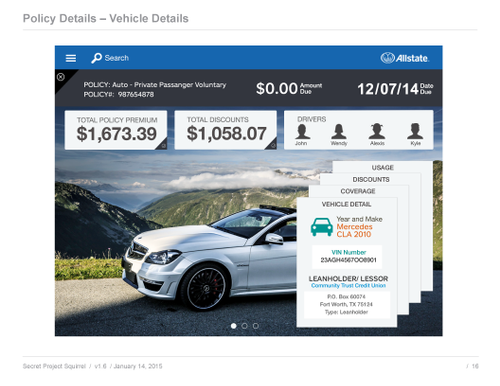 Policy Details – Vehicle Details
Search
Allstate.
POLICY: Auto - Private Passanger Voluntary
POLICY#: 987654878
$0.00 Amount Due
12/07/14 Date Due
TOTAL POLICY PREMIUM
$1,673.39
TOTAL DISCOUNTS
$1,058.07
DRIVERS
John Wendy Alexis Kyle
USAGE
DISCOUNTS
COVERAGE
VEHICLE DETAIL
Year and Make
Mercedes
CLA 2010
VIN Number
23AGH4567OO8901
LEANHOLDER/ LESSOR
Community Trust Credit Union
P.O. Box 60074
Fort Worth, TX 75124
Type: Leanholder
Secret Project Squirrel / v1.6 / January 14, 2015
/ 18